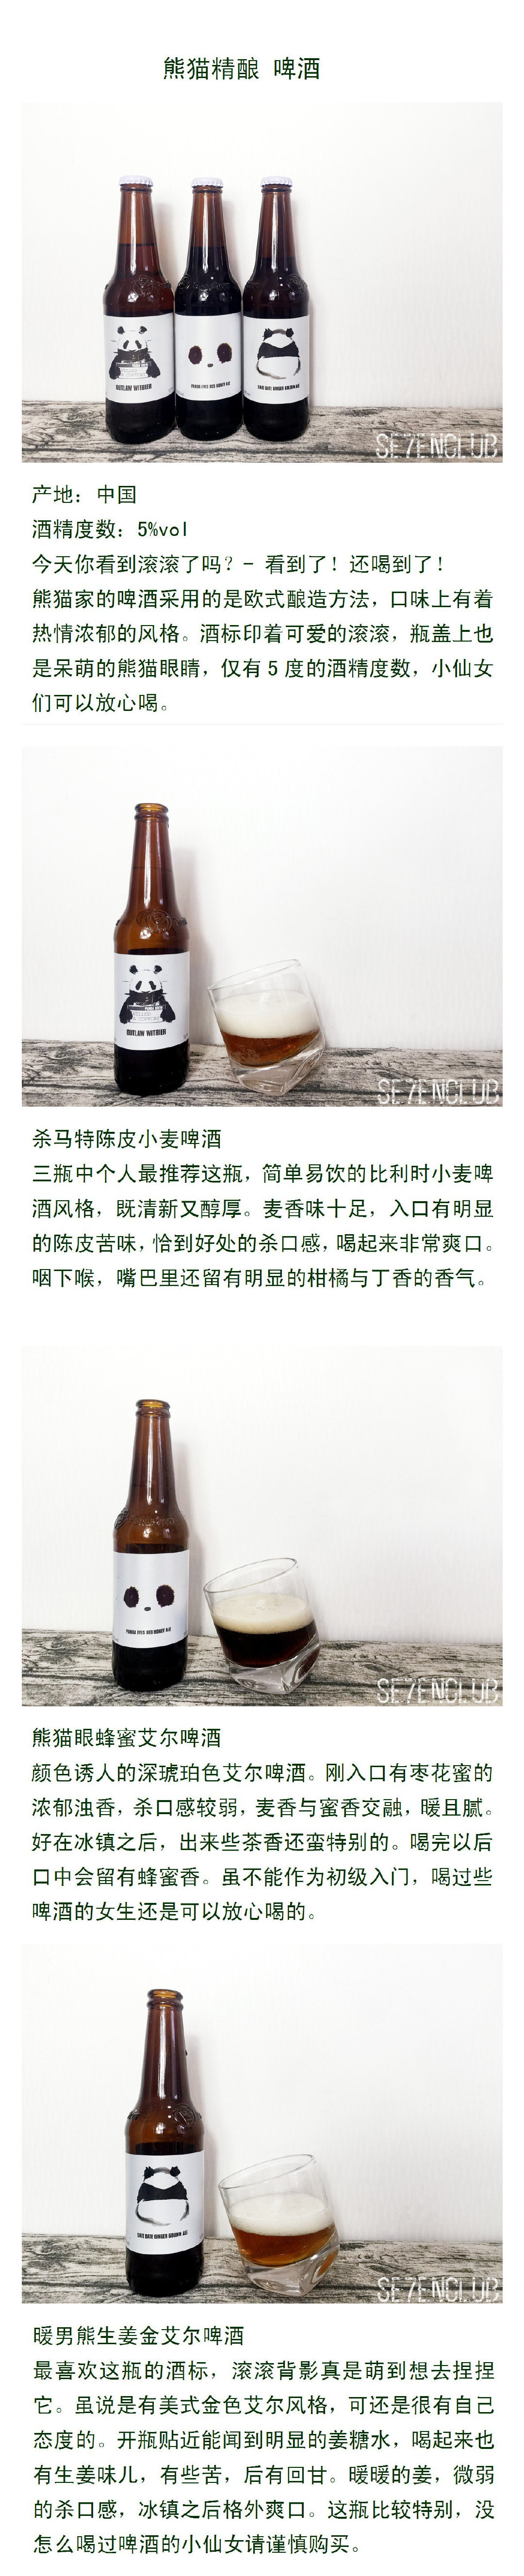 熊猫精酿 啤酒
OUTLAW WITBIER
PANDA EYES RED HONEY ALE
SE7ENCLUB
产地：中国
酒精度数：5%vol
今天你看到滚滚了吗？- 看到了！还喝到了！
熊猫家的啤酒采用的是欧式酿造方法，口味上有着
热情浓郁的风格。酒标印着可爱的滚滚，瓶盖上也
是呆萌的熊猫眼睛，仅有 5 度的酒精度数，小仙女
们可以放心喝。
OUTLAW WITBIER
SE7ENCLUB
杀马特陈皮小麦啤酒
三瓶中个人最推荐这瓶，简单易饮的比利时小麦啤
酒风格，既清新又醇厚。麦香味十足，入口有明显
的陈皮苦味，恰到好处的杀口感，喝起来非常爽口。
咽下喉，嘴巴里还留有明显的柑橘与丁香的香气。
PANDA EYES RED HONEY ALE
SE7ENCLUB
熊猫眼蜂蜜艾尔啤酒
颜色诱人的深琥珀色艾尔啤酒。刚入口有枣花蜜的
浓郁浊香，杀口感较弱，麦香与蜜香交融，暖且腻。
好在冰镇之后，出来些茶香还蛮特别的。喝完以后
口中会留有蜂蜜香。虽不能作为初级入门，喝过些
啤酒的女生还是可以放心喝的。
SE7ENCLUB
暖男熊生姜金艾尔啤酒
最喜欢这瓶的酒标，滚滚背影真是萌到想去捏捏
它。虽说是有美式金色艾尔风格，可还是很有自己
态度的。开瓶贴近能闻到明显的姜糖水，喝起来也
有生姜味儿，有些苦，后有回甘。暖暖的姜，微弱
的杀口感，冰镇之后格外爽口。这瓶比较特别，没
怎么喝过啤酒的小仙女请谨慎购买。